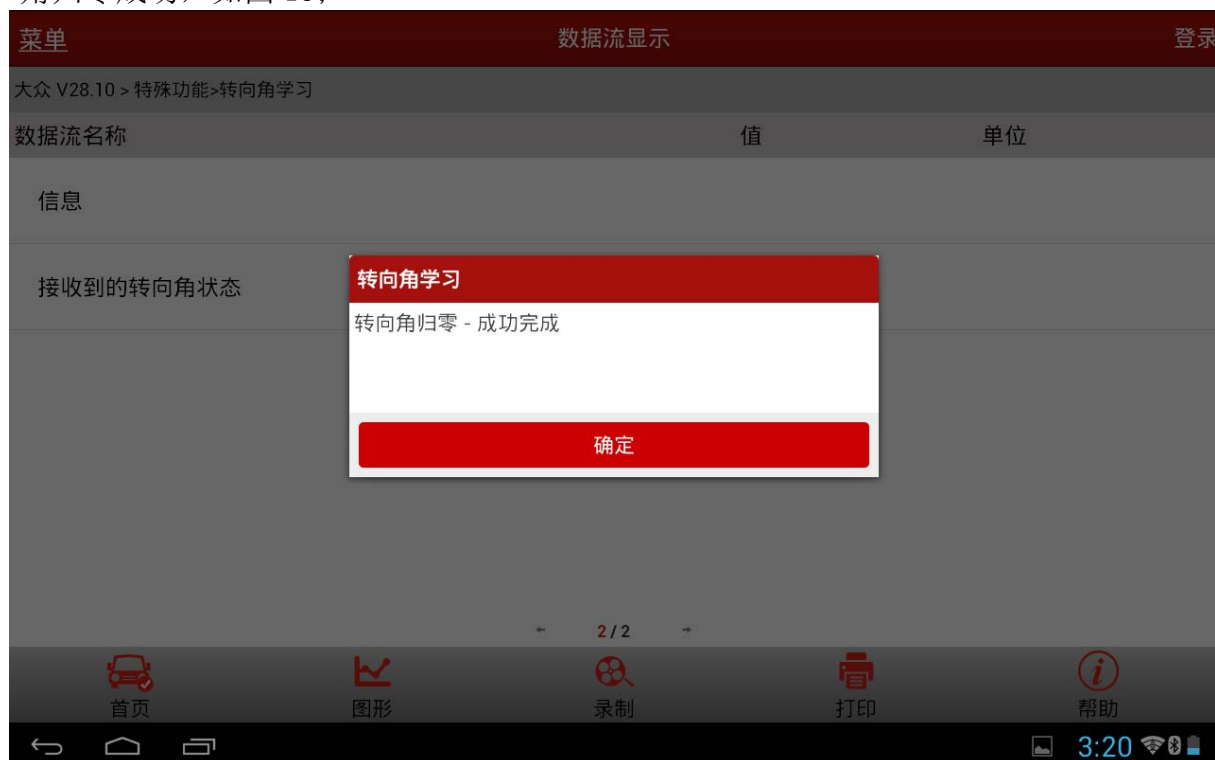 菜单 数据流显示 登录
大众 V28.10 > 特殊功能>转向角学习
数据流名称 值 单位
信息
接收到的转向角状态
转向角学习
转向角归零 - 成功完成
确定
2 / 2
首页 图形 录制 打印 帮助
3:20